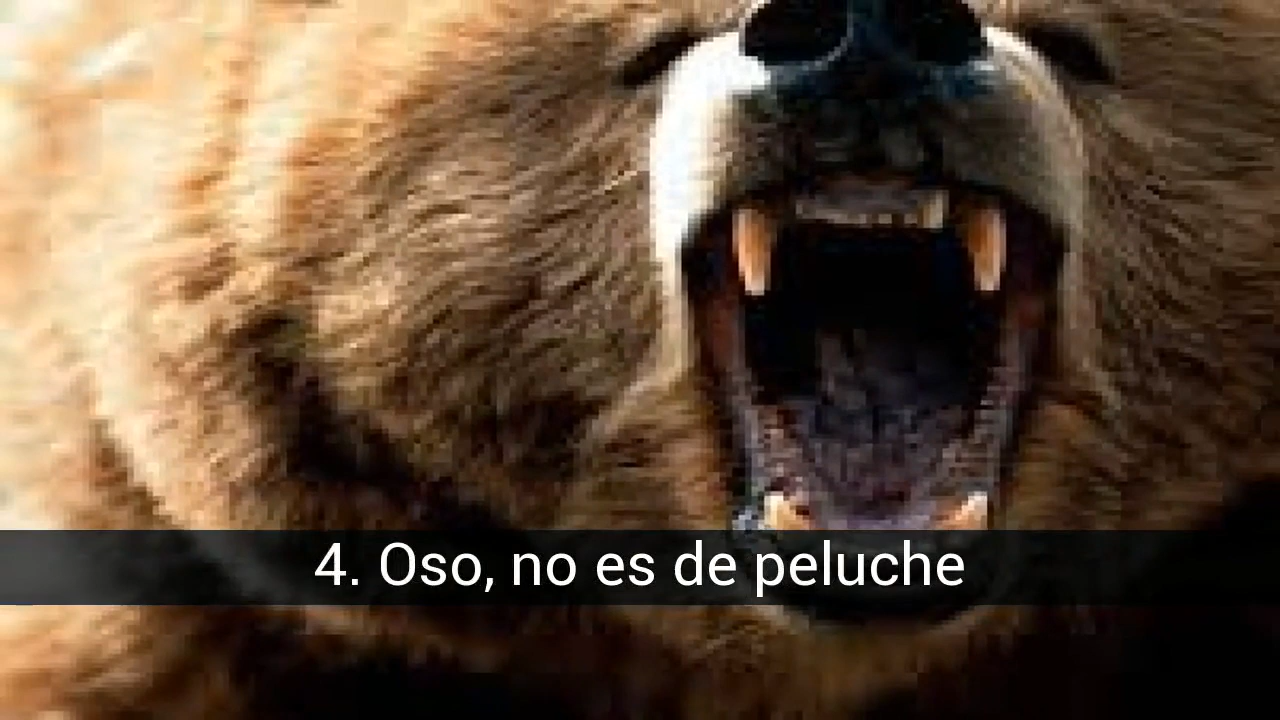 4. Oso, no es de peluche